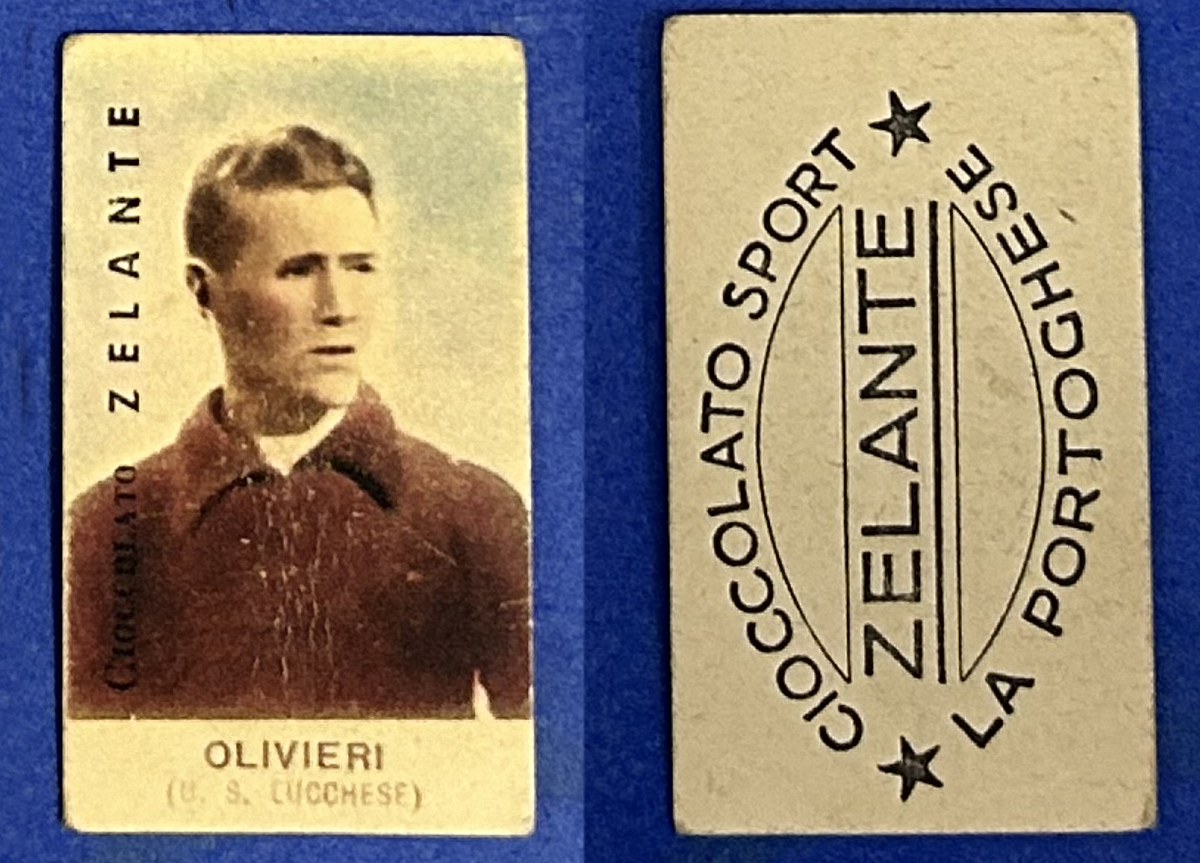 CIOCCOLATO ZELANTE
OLIVIERI
(U. S. LUCCHESE)
CIOCCOLATO SPORT
ZELANTE
LA PORTOGHESE